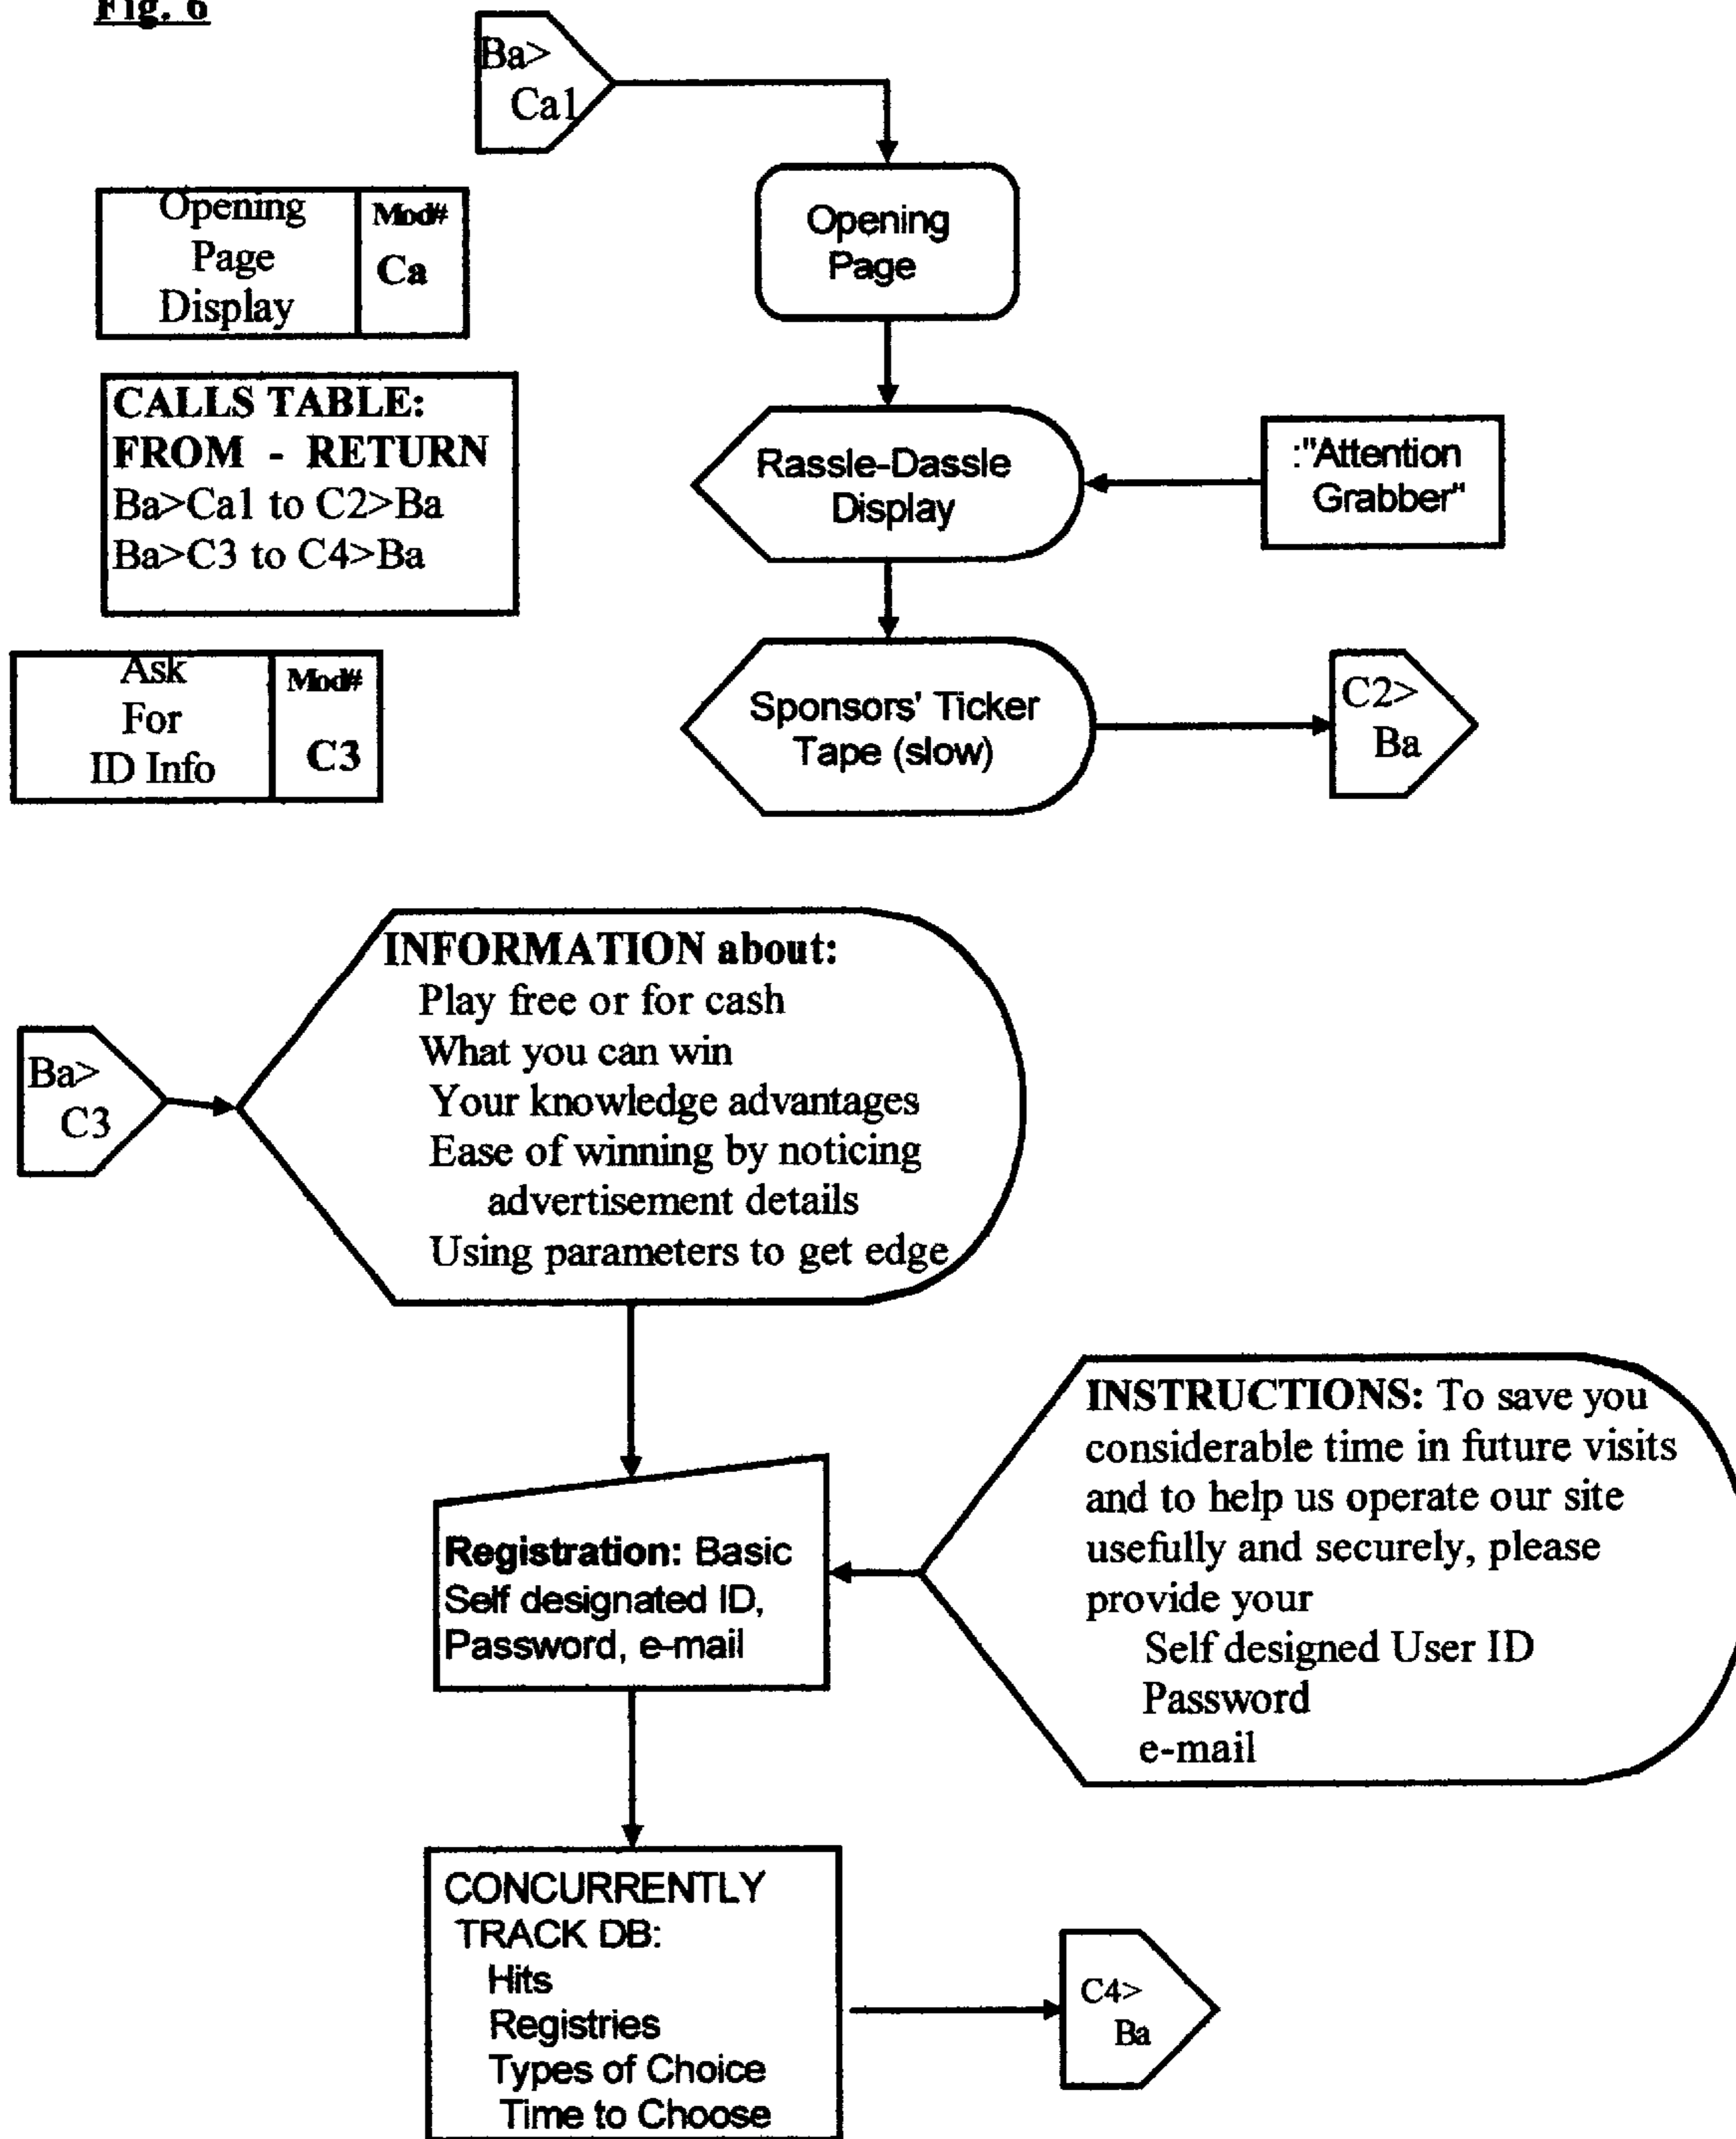 Fig. 6
Ba>
Ca1
Opening
Page
Display
Mod#
Ca
Opening
Page
CALLS TABLE:
FROM - RETURN
Ba>Ca1 to C2>Ba
Ba>C3 to C4>Ba
Rassle-Dassle
Display
:"Attention
Grabber"
Ask
For
ID Info
Mod#
C3
Sponsors' Ticker
Tape (slow)
C2>
Ba
Ba>
C3
INFORMATION about:
Play free or for cash
What you can win
Your knowledge advantages
Ease of winning by noticing
advertisement details
Using parameters to get edge
INSTRUCTIONS: To save you
considerable time in future visits
and to help us operate our site
usefully and securely, please
provide your
Self designed User ID
Password
e-mail
Registration: Basic
Self designated ID,
Password, e-mail
CONCURRENTLY
TRACK DB:
Hits
Registries
Types of Choice
Time to Choose
C4>
Ba